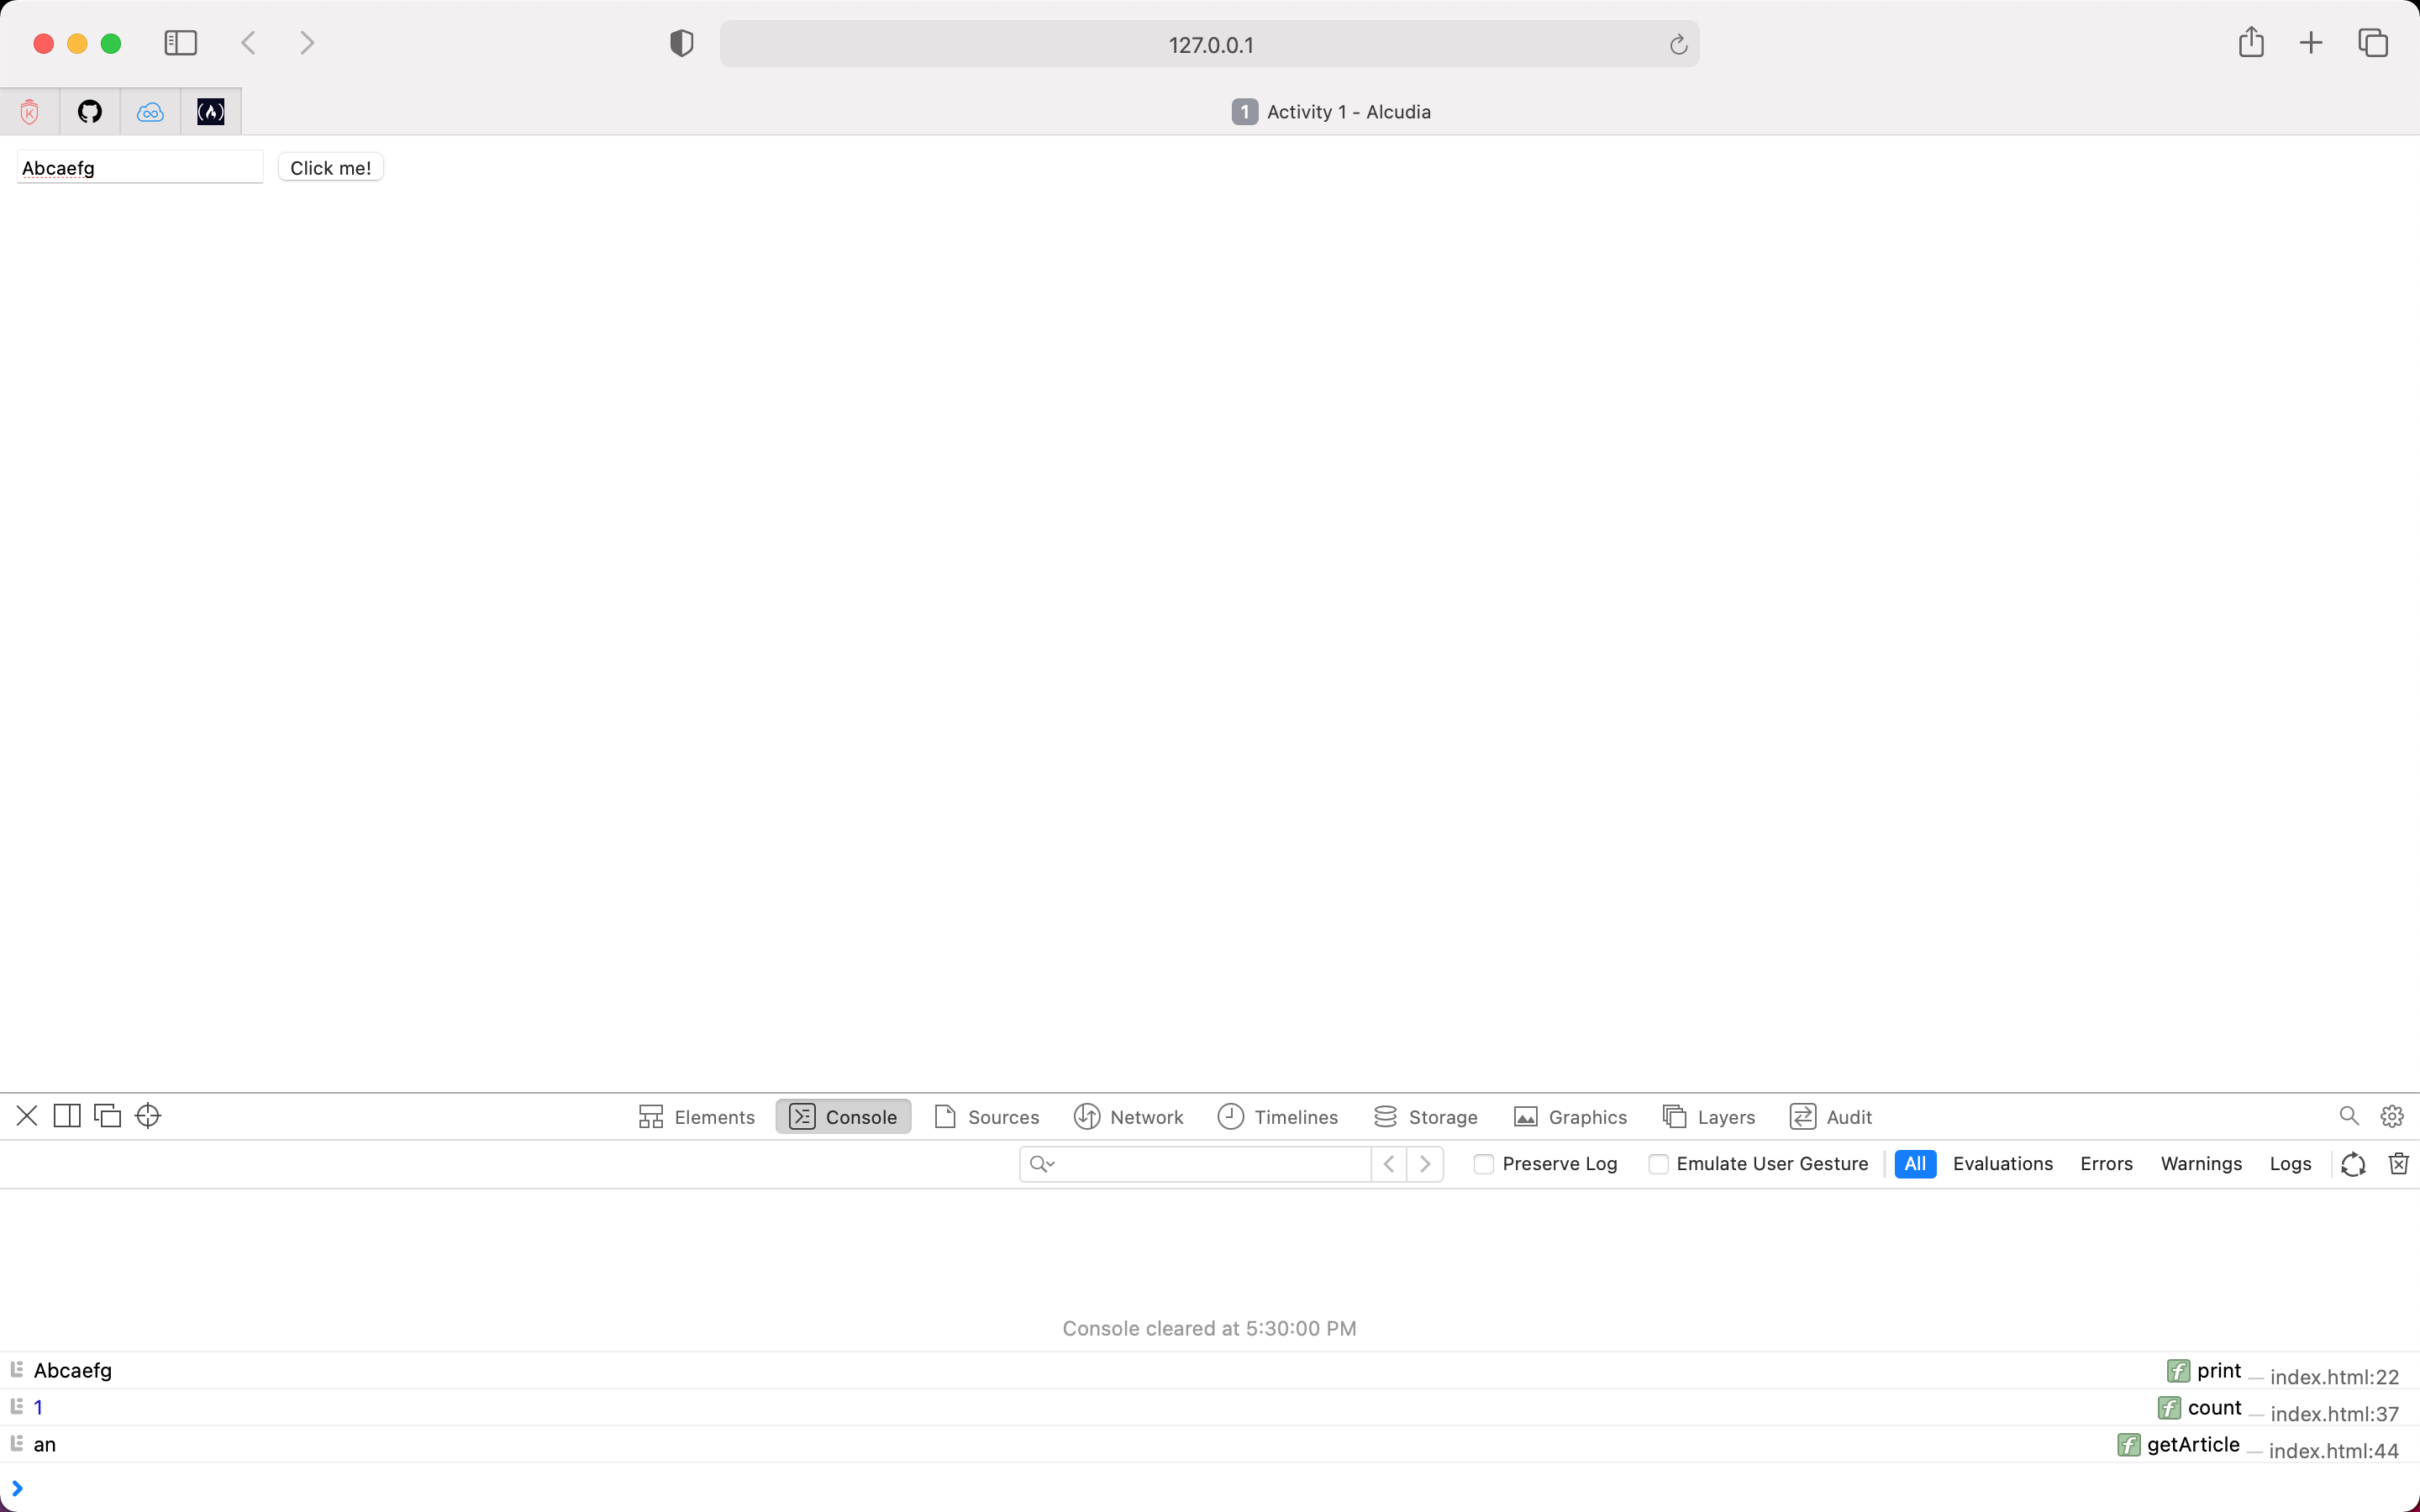 127.0.0.1
K
1 Activity 1 - Alcudia
Abcaefg Click me!
Elements Console Sources Network Timelines Storage Graphics Layers Audit
Preserve Log Emulate User Gesture All Evaluations Errors Warnings Logs
Console cleared at 5:30:00 PM
Abcaefg f print — index.html:22
1 f count — index.html:37
an f getArticle — index.html:44